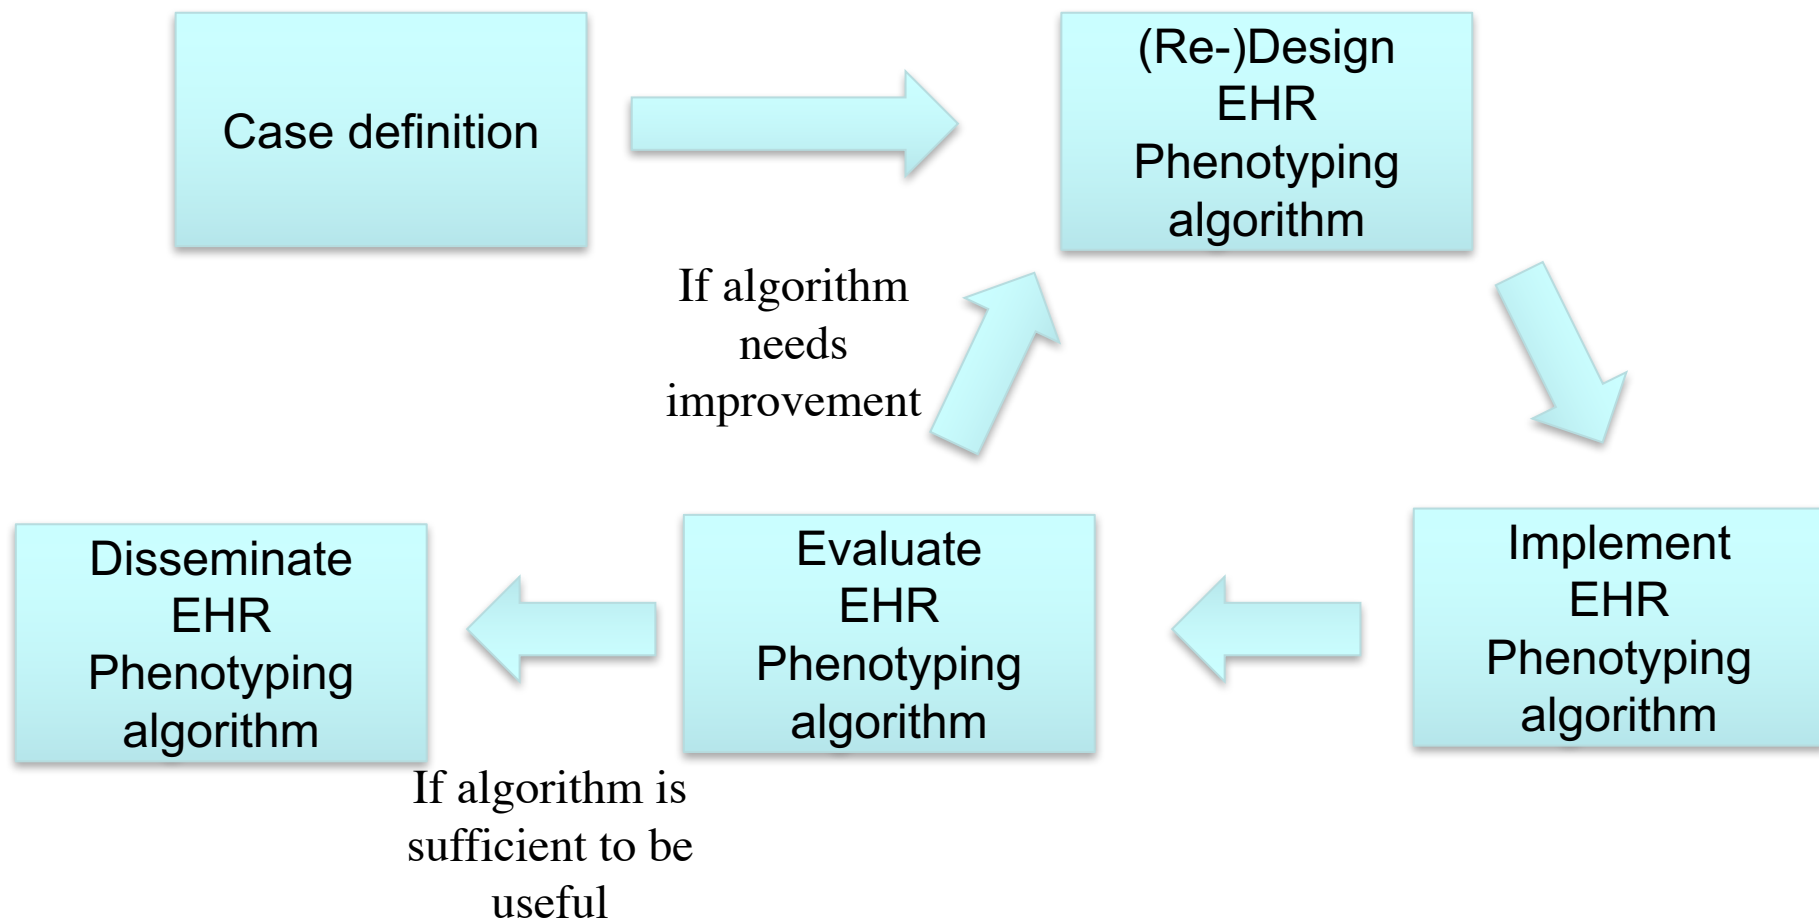 Case definition
(Re-)Design
EHR
Phenotyping
algorithm
If algorithm
needs
improvement
Disseminate
EHR
Phenotyping
algorithm
Evaluate
EHR
Phenotyping
algorithm
Implement
EHR
Phenotyping
algorithm
If algorithm is
sufficient to be
useful